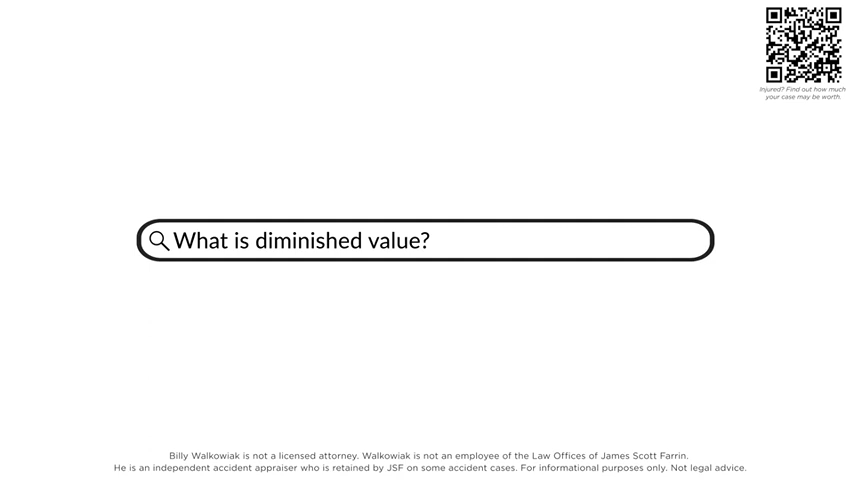 Injured? Find out how much
your case may be worth.
What is diminished value?
Billy Walkowiak is not a licensed attorney. Walkowiak is not an employee of the Law Offices of James Scott Farrin.
He is an independent accident appraiser who is retained by JSF on some accident cases. For informational purposes only. Not legal advice.